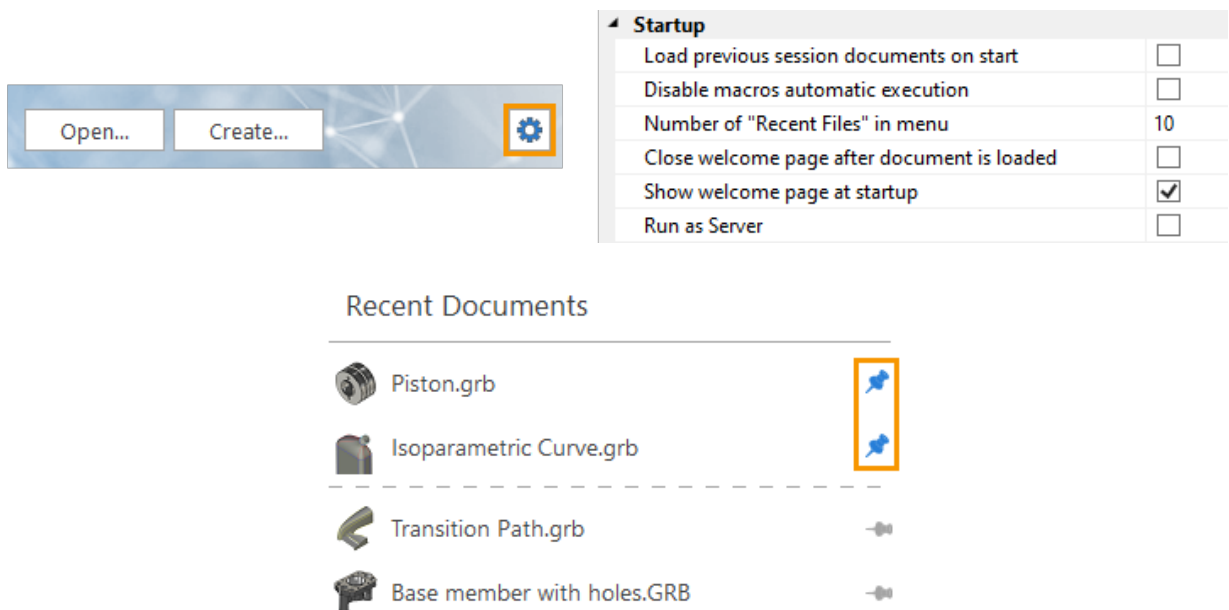 Open...
Create...
Startup
Load previous session documents on start
Disable macros automatic execution
Number of "Recent Files" in menu 10
Close welcome page after document is loaded
Show welcome page at startup
Run as Server
Recent Documents
Piston.grb
Isoparametric Curve.grb
Transition Path.grb
Base member with holes.GRB